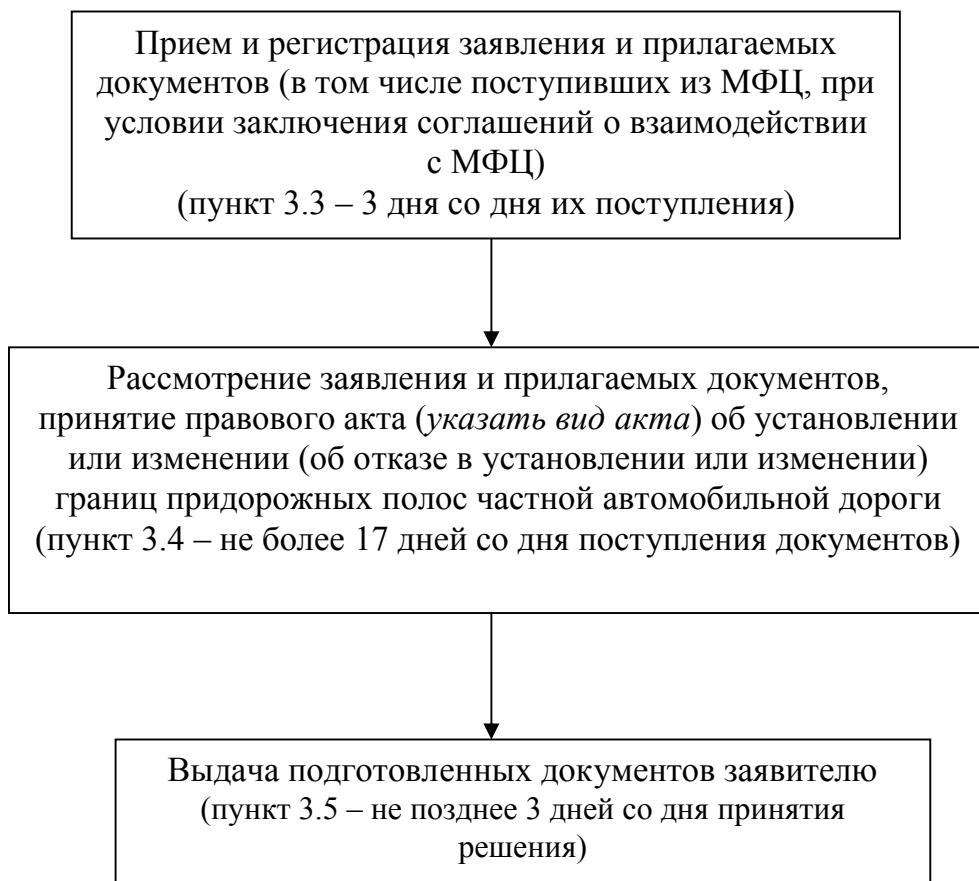 Прием и регистрация заявления и прилагаемых
документов (в том числе поступивших из МФЦ, при
условии заключения соглашений о взаимодействии
с МФЦ)
(пункт 3.3 – 3 дня со дня их поступления)
Рассмотрение заявления и прилагаемых документов,
принятие правового акта (указать вид акта) об установлении
или изменении (об отказе в установлении или изменении)
границ придорожных полос частной автомобильной дороги
(пункт 3.4 – не более 17 дней со дня поступления документов)
Выдача подготовленных документов заявителю
(пункт 3.5 – не позднее 3 дней со дня принятия
решения)